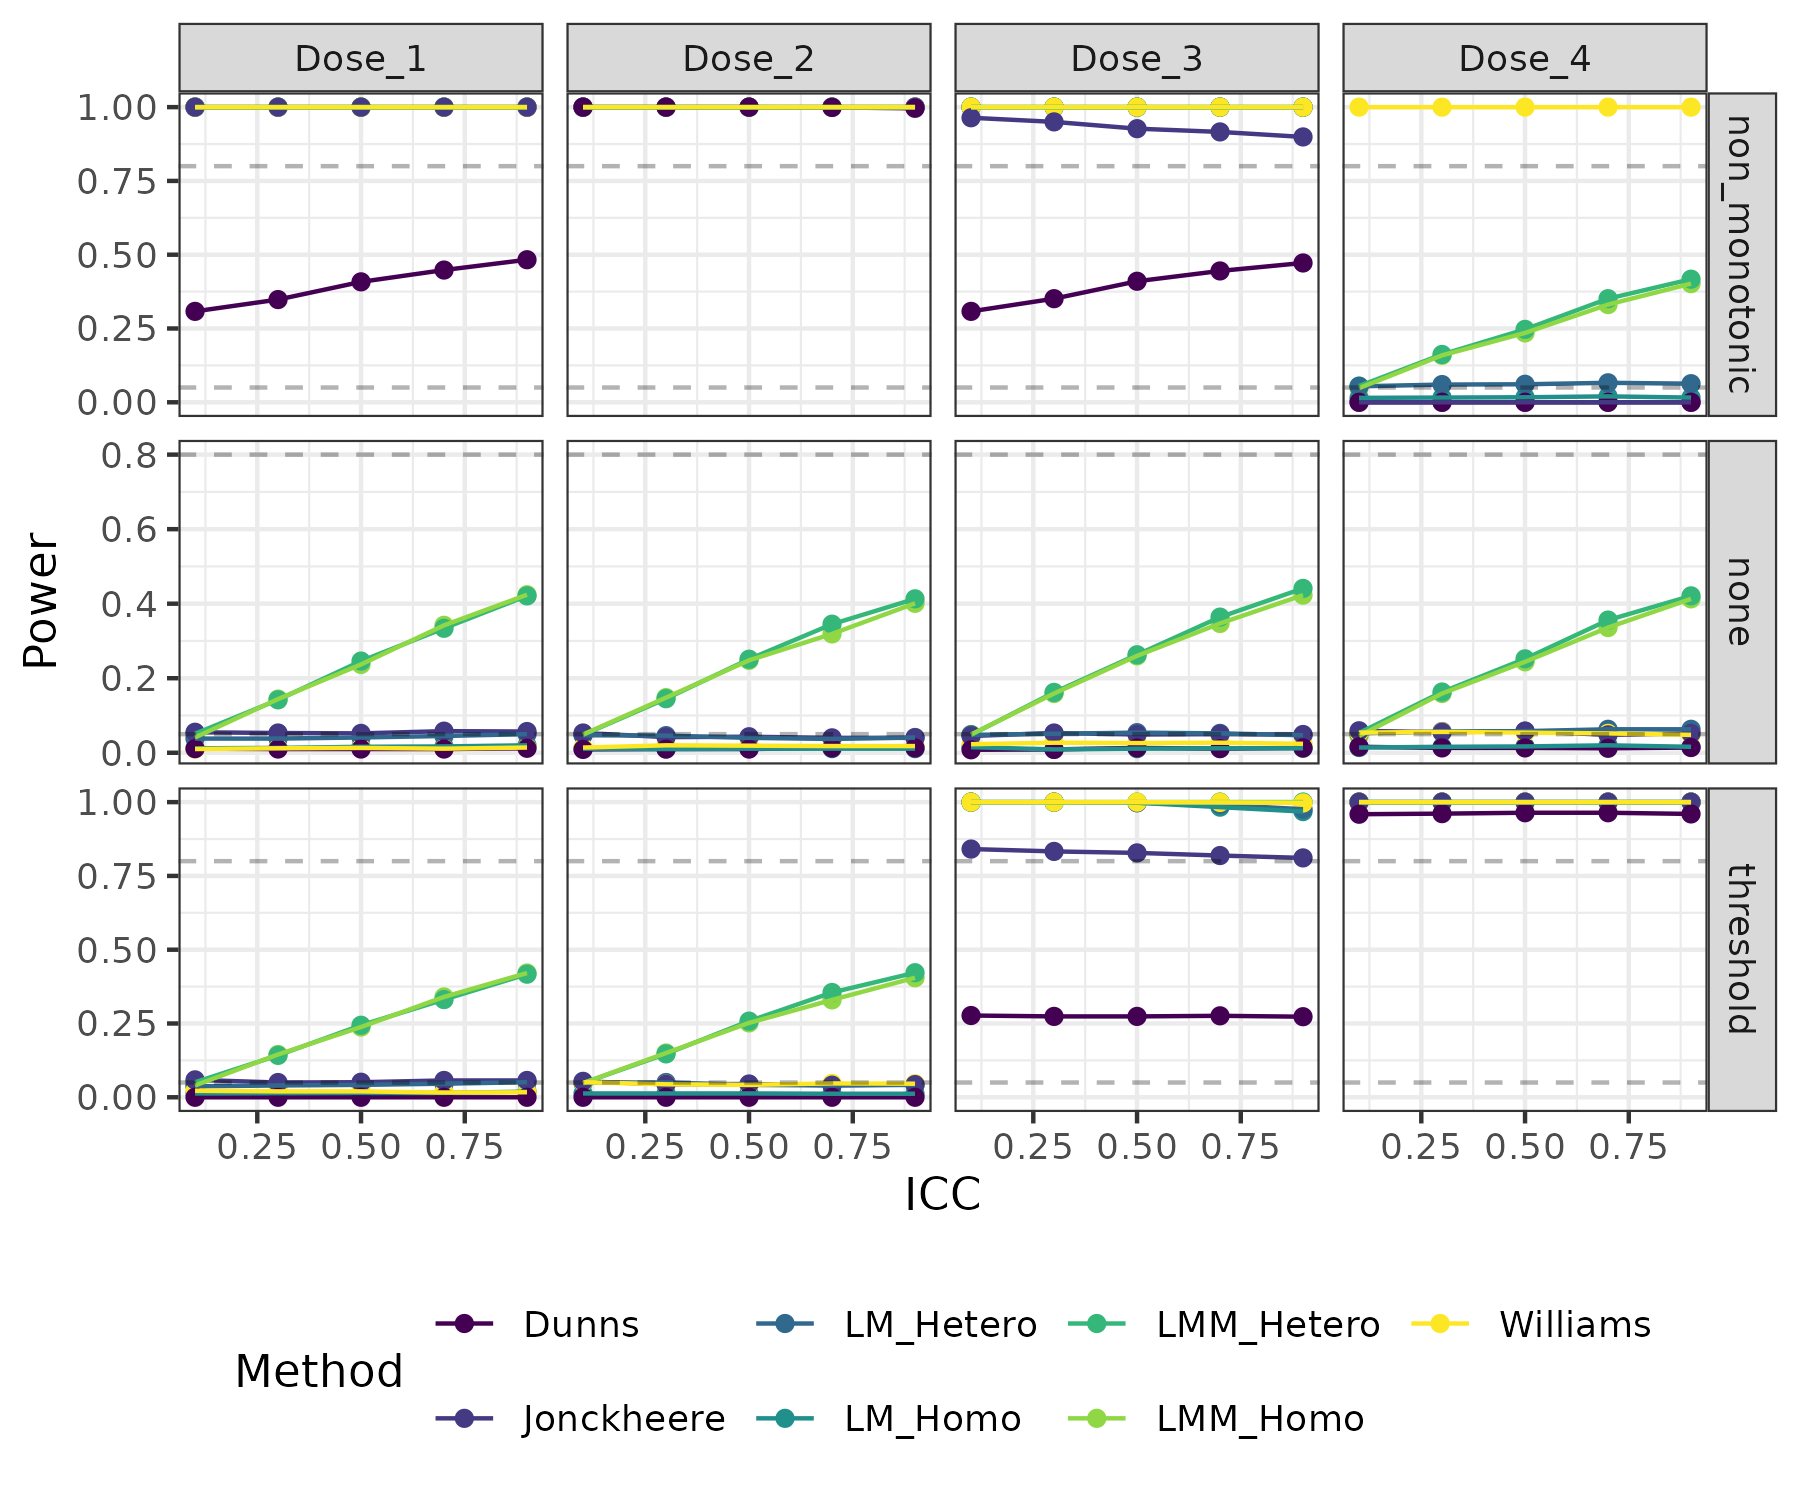 Dose_1 Dose_2 Dose_3 Dose_4
1.00
0.75
0.50
0.25
0.00
non_monotonic
0.8
0.6
0.4
0.2
0.0
none
Power
1.00
0.75
0.50
0.25
0.00
threshold
0.25 0.50 0.75 0.25 0.50 0.75 0.25 0.50 0.75 0.25 0.50 0.75
ICC
Method
Dunns LM_Hetero LMM_Hetero Williams
Jonckheere LM_Homo LMM_Homo